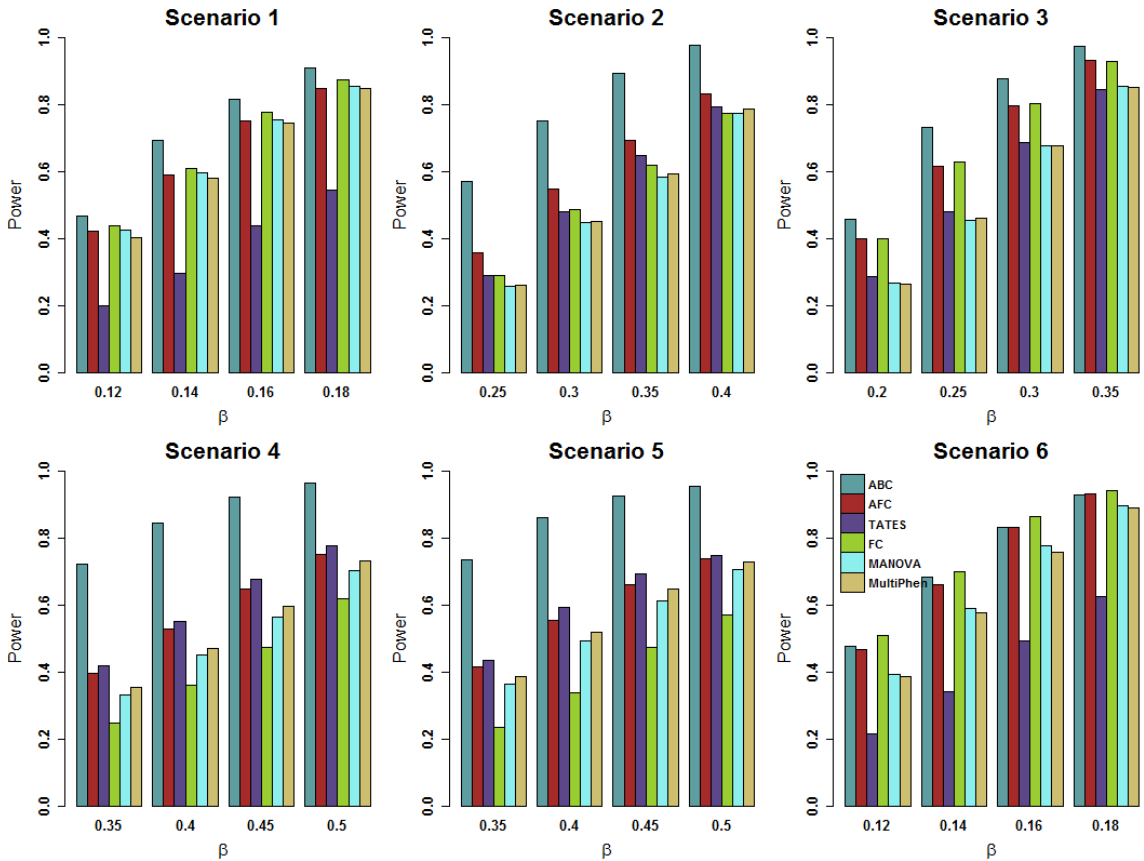 Scenario 1
Power
0.0 0.2 0.4 0.6 0.8 1.0
0.12 0.14 0.16 0.18
β
Scenario 2
Power
0.0 0.2 0.4 0.6 0.8 1.0
0.25 0.3 0.35 0.4
β
Scenario 3
Power
0.0 0.2 0.4 0.6 0.8 1.0
0.2 0.25 0.3 0.35
β
Scenario 4
Power
0.0 0.2 0.4 0.6 0.8 1.0
0.35 0.4 0.45 0.5
β
Scenario 5
Power
0.0 0.2 0.4 0.6 0.8 1.0
0.35 0.4 0.45 0.5
β
Scenario 6
Power
0.0 0.2 0.4 0.6 0.8 1.0
ABC
AFC
TATES
FC
MANOVA
MultiPhen
0.12 0.14 0.16 0.18
β